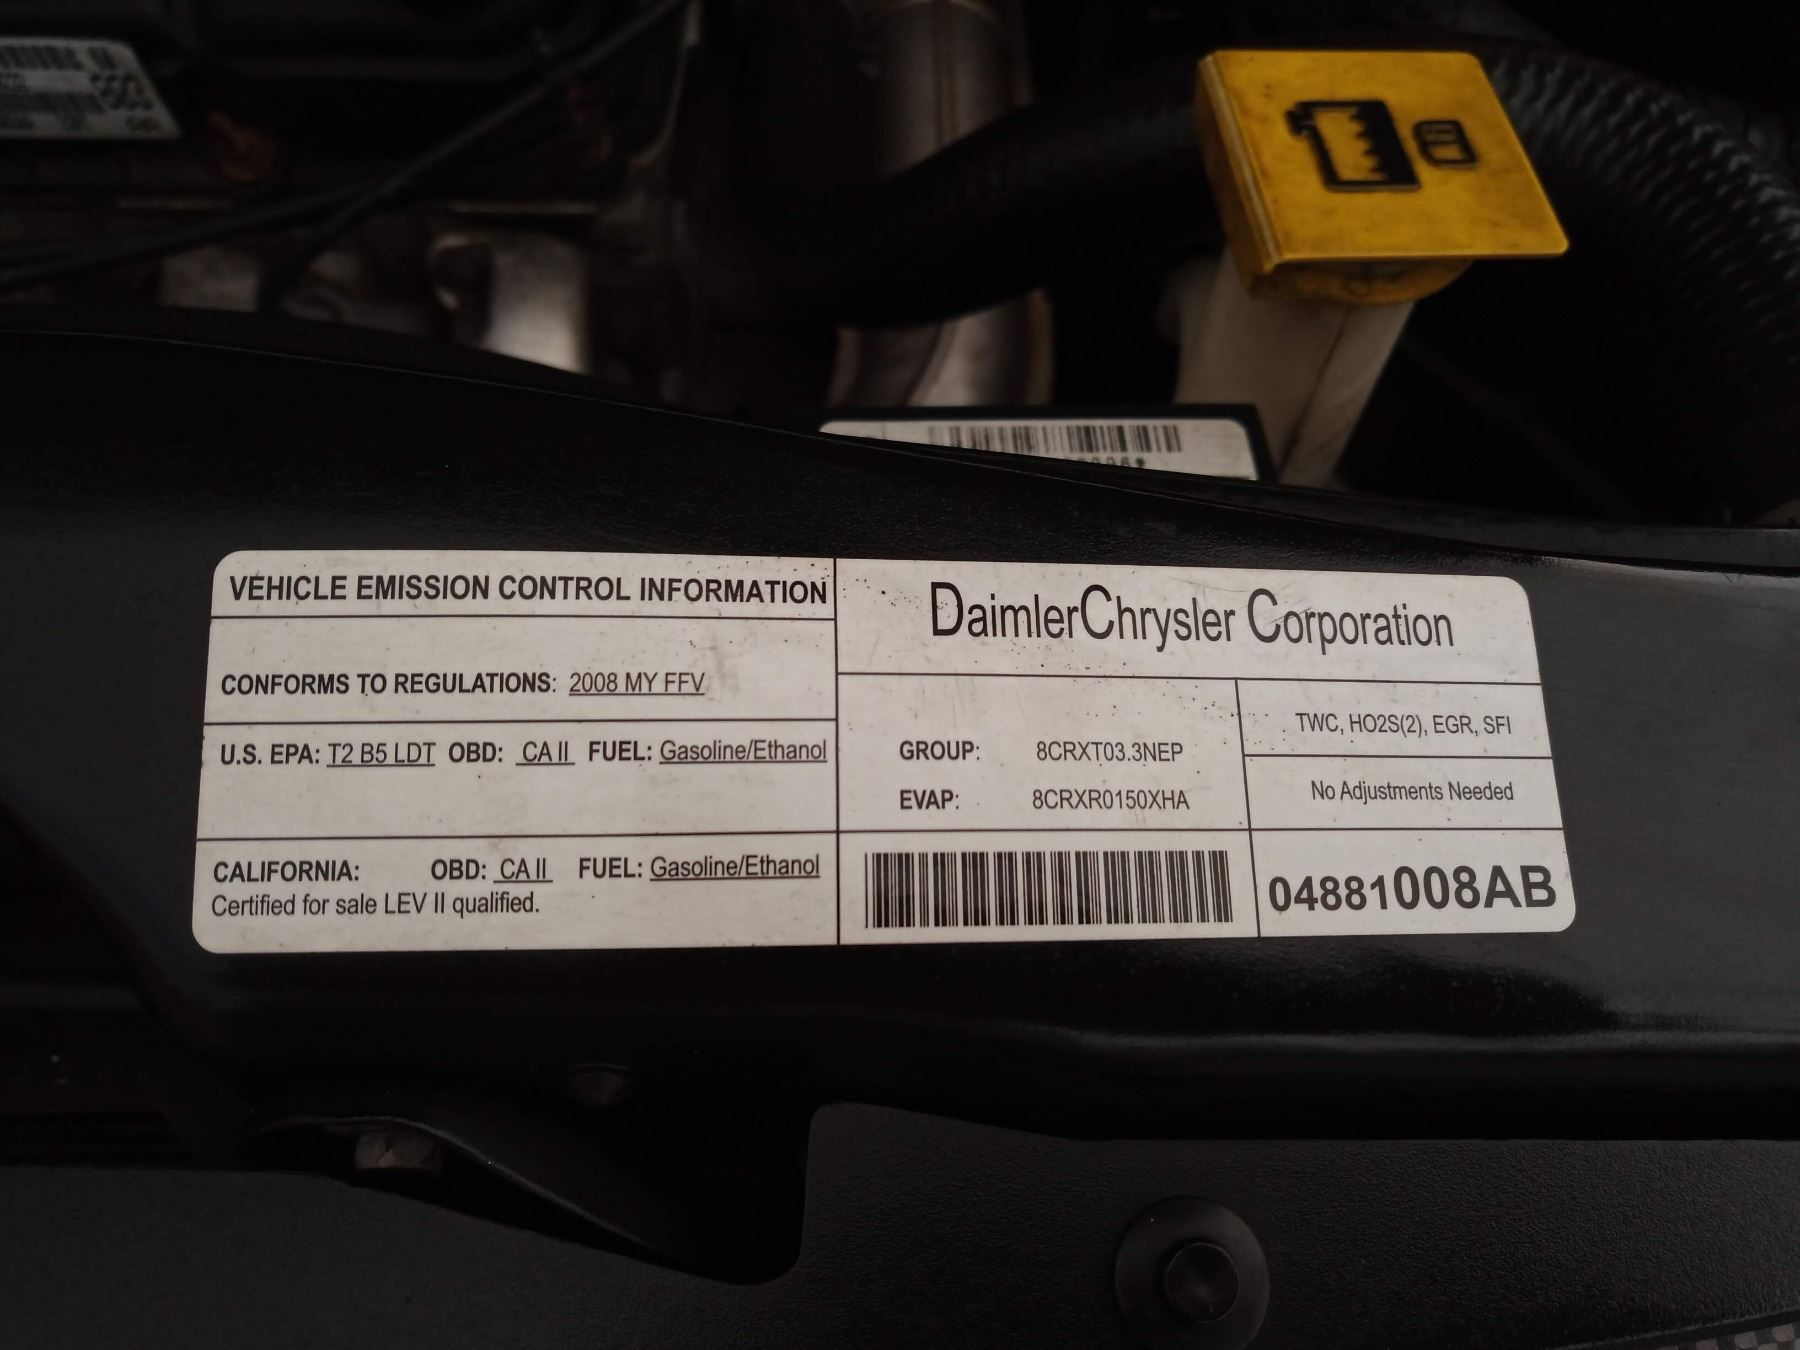 VEHICLE EMISSION CONTROL INFORMATION
CONFORMS TO REGULATIONS: 2008 MY FFV
U.S. EPA: T2 B5 LDT OBD: CA II FUEL: Gasoline/Ethanol
CALIFORNIA: OBD: CA II FUEL: Gasoline/Ethanol
Certified for sale LEV II qualified.
DaimlerChrysler Corporation
GROUP: 8CRXT03.3NEP
EVAP: 8CRXR0150XHA
TWC, HO2S(2), EGR, SFI
No Adjustments Needed
04881008AB